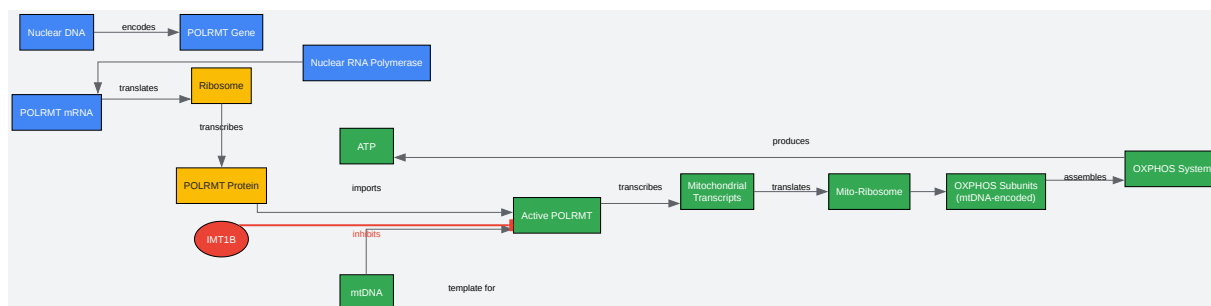 Nuclear DNA
encodes
POLRMT Gene
Nuclear RNA Polymerase
POLRMT mRNA
translates
Ribosome
transcribes
POLRMT Protein
ATP
produces
OXPHOS System
imports
Active POLRMT
transcribes
Mitochondrial
Transcripts
translates
Mito-Ribosome
OXPHOS Subunits
(mtDNA-encoded)
assembles
IMT1B
inhibits
mtDNA
template for